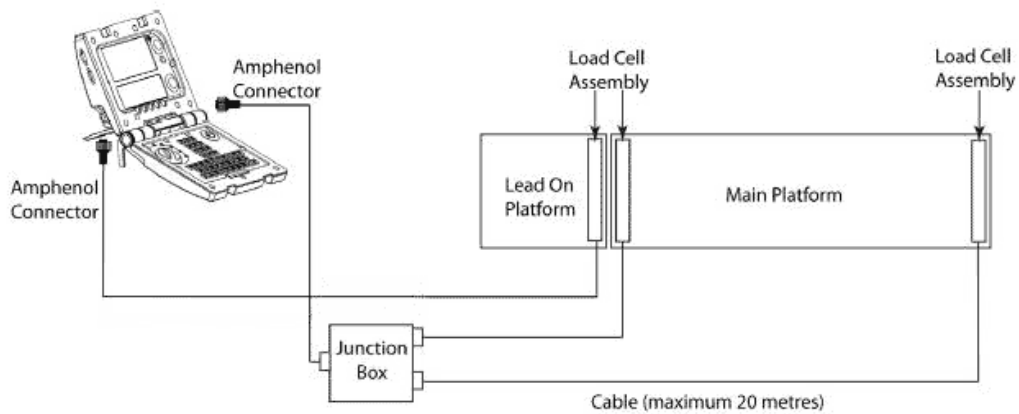 Amphenol
Connector
Load Cell
Assembly
Load Cell
Assembly
Amphenol
Connector
Lead On
Platform
Main Platform
Junction
Box
Cable (maximum 20 metres)